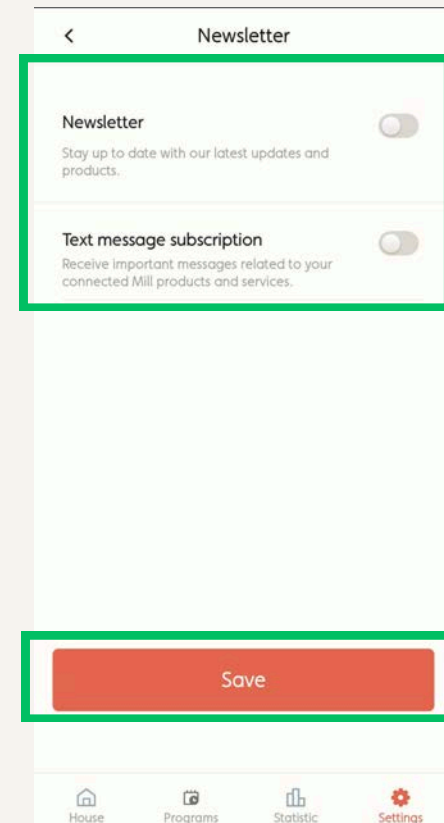 Newsletter
Newsletter
Stay up to date with our latest updates and
products.
Text message subscription
Receive important messages related to your
connected Mill products and services.
Save
House Programs Statistic Settings